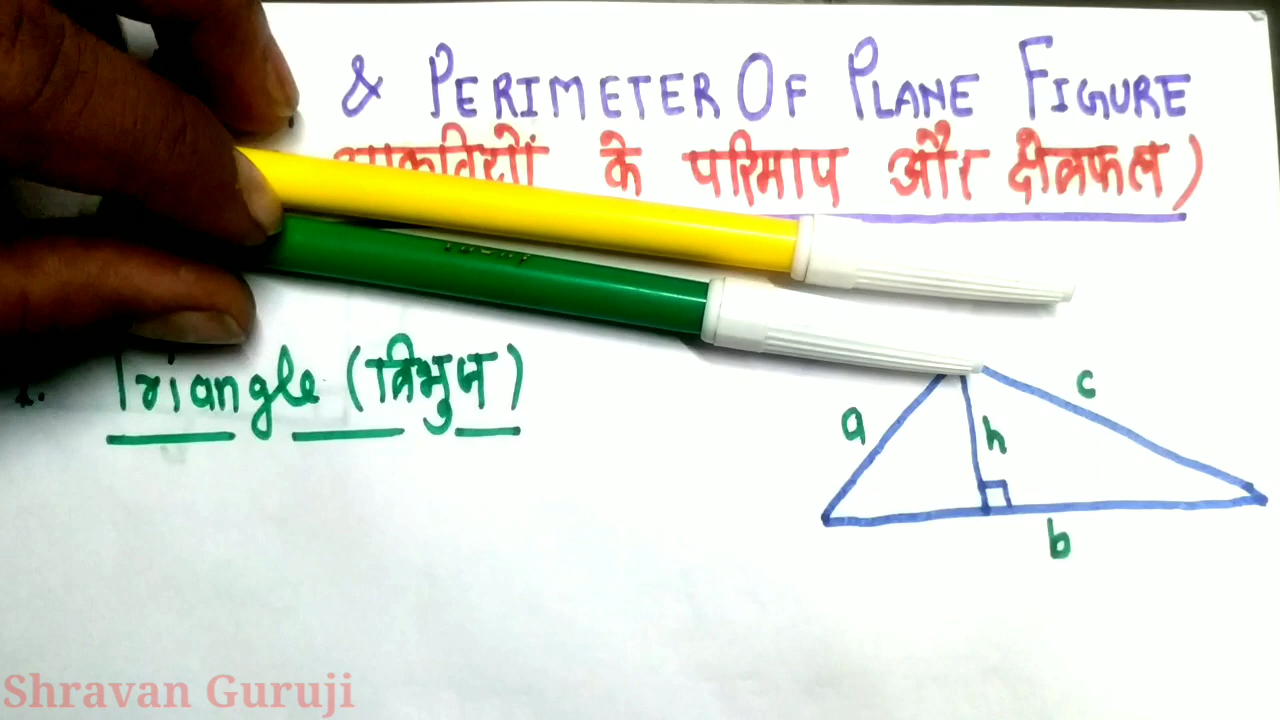 & PERIMETER OF PLANE FIGURE
के परिमाप और क्षेत्रफल)
Triangle (त्रिभुज)
a
c
h
b
Shravan Guruji